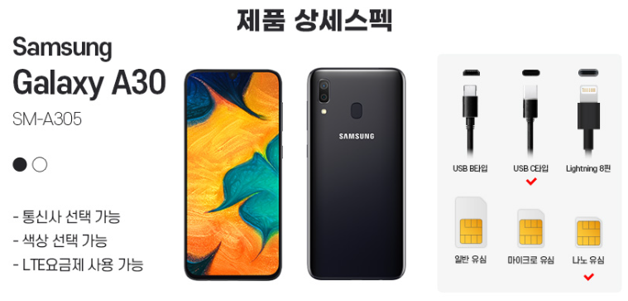 제품 상세스펙
Samsung
Galaxy A30
SM-A305
- 통신사 선택 가능
- 색상 선택 가능
- LTE요금제 사용 가능
SAMSUNG
USB B타입
USB C타입
Lightning 8핀
일반 유심
마이크로 유심
나노 유심